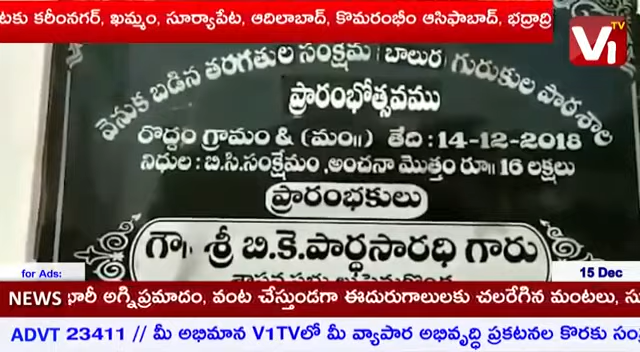 టకు కరీంనగర్, ఖమ్మం, సూర్యాపేట, ఆదిలాబాద్, కొమరంభీం ఆసిఫాబాద్, భద్రాద్రి
V1 TV
వెనుక బడిన తరగతుల సంక్షేమ (బాలుర) గురుకుల పాఠశాల
ప్రారంభోత్సవము
రొద్దం గ్రామం & (మం॥) తేది : 14-12-2018
నిధుల : బి.సి.సంక్షేమం, అంచనా మొత్తం రూ॥ 16 లక్షలు
ప్రారంభకులు
గౌ. శ్రీ బి.కె.పార్థసారధి గారు
for Ads:
15 Dec
NEWS భారీ అగ్నిప్రమాదం, వంట చేస్తుండగా ఈదురుగాలులకు చలరేగిన మంటలు,
ADVT 23411 // మీ అభిమాన V1TVలో మీ వ్యాపార అభివృద్ధి ప్రకటనల కొరకు